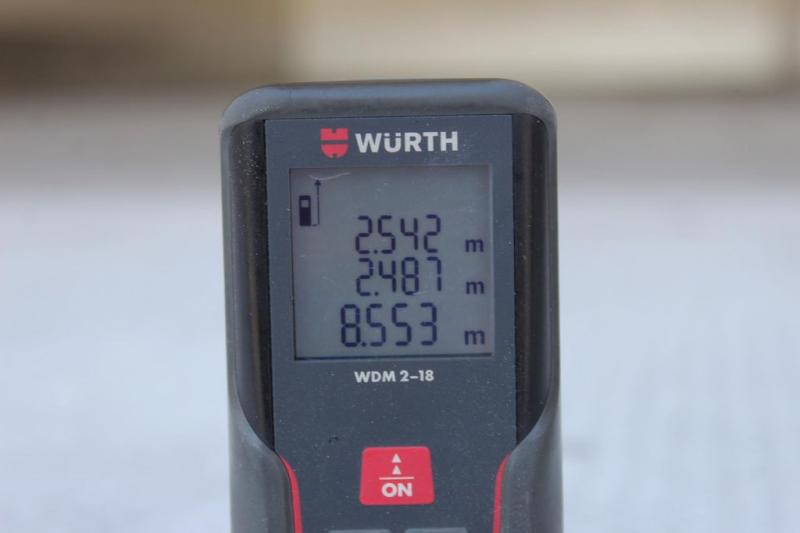 WÜRTH
2.542 m
2.487 m
8.553 m
WDM 2-18
ON